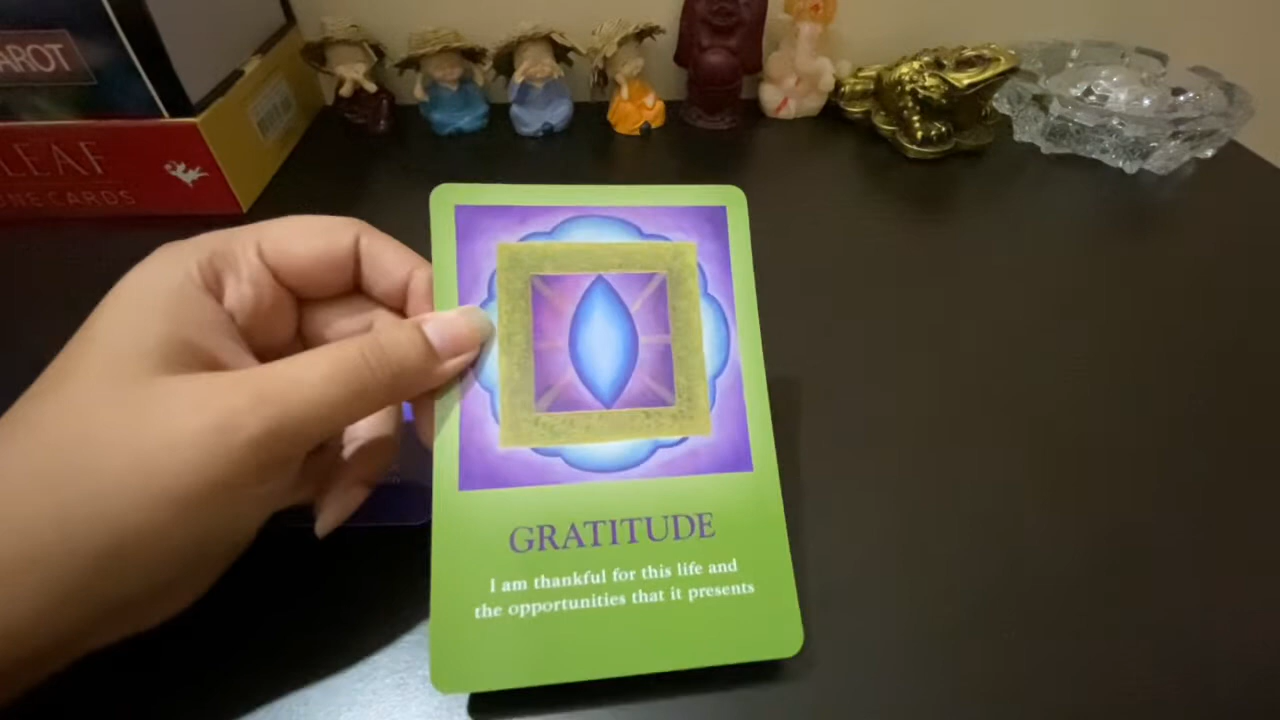 AROT
LEAF
UNE CARDS
GRATITUDE
I am thankful for this life and
the opportunities that it presents